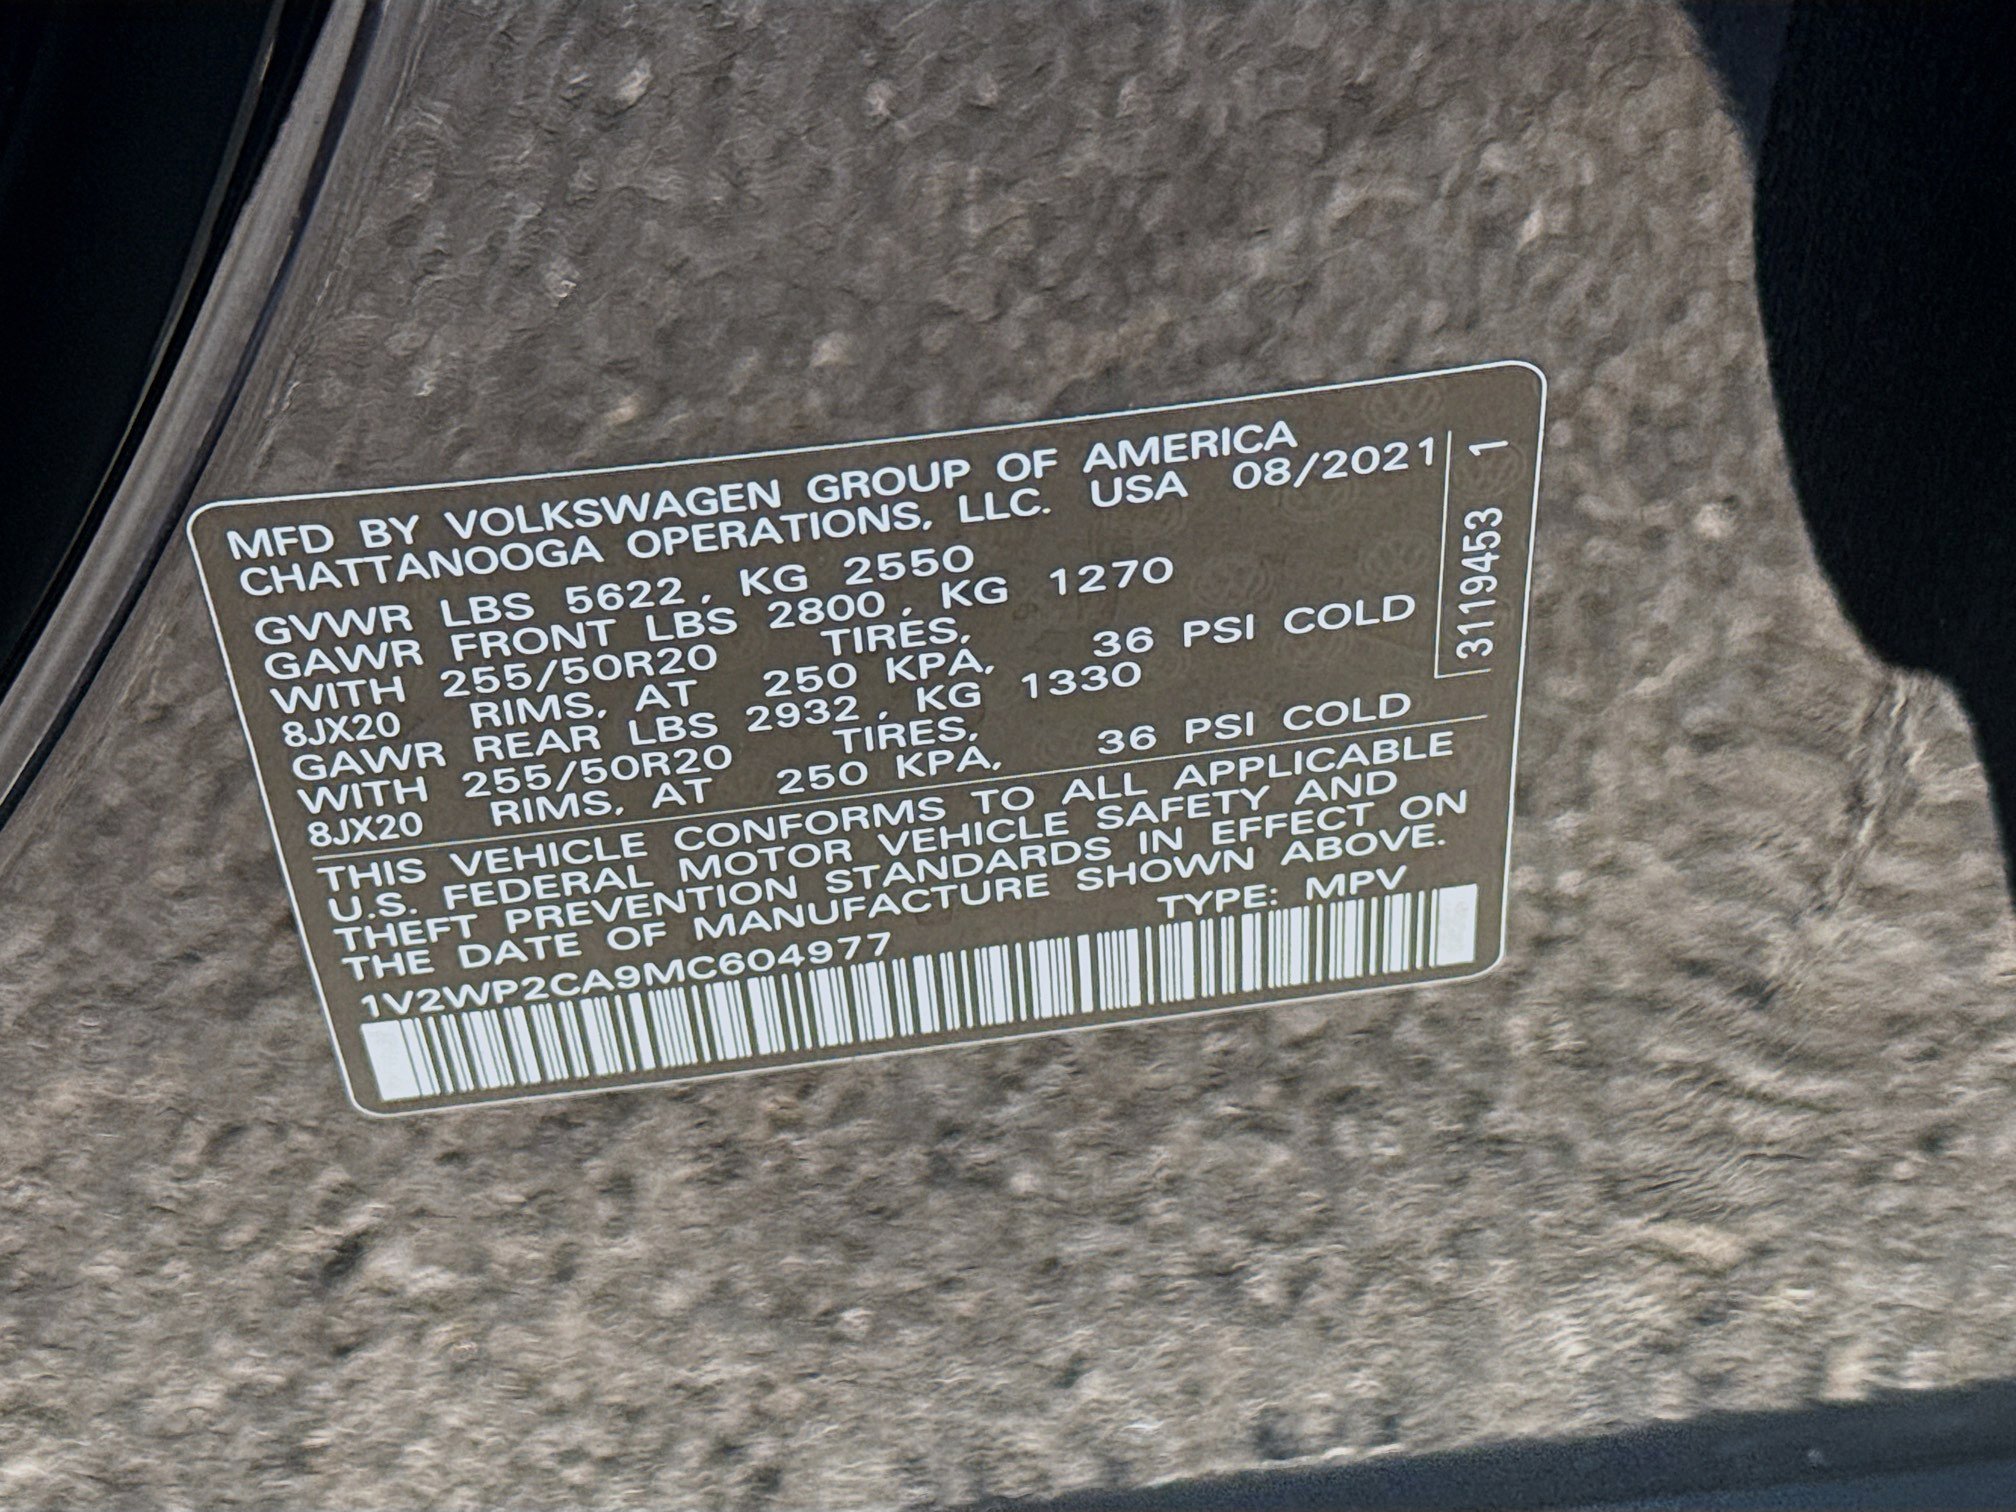 MFD BY VOLKSWAGEN GROUP OF AMERICA
CHATTANOOGA OPERATIONS, LLC. USA 08/2021
GVWR LBS 5622, KG 2550
GAWR FRONT LBS 2800, KG 1270
WITH 255/50R20 TIRES,
8JX20 RIMS, AT 250 KPA, 36 PSI COLD
GAWR REAR LBS 2932, KG 1330
WITH 255/50R20 TIRES,
8JX20 RIMS, AT 250 KPA, 36 PSI COLD
THIS VEHICLE CONFORMS TO ALL APPLICABLE
U.S. FEDERAL MOTOR VEHICLE SAFETY AND
THEFT PREVENTION STANDARDS IN EFFECT ON
THE DATE OF MANUFACTURE SHOWN ABOVE.
1V2WP2CA9MC604977 TYPE: MPV
3119453 1